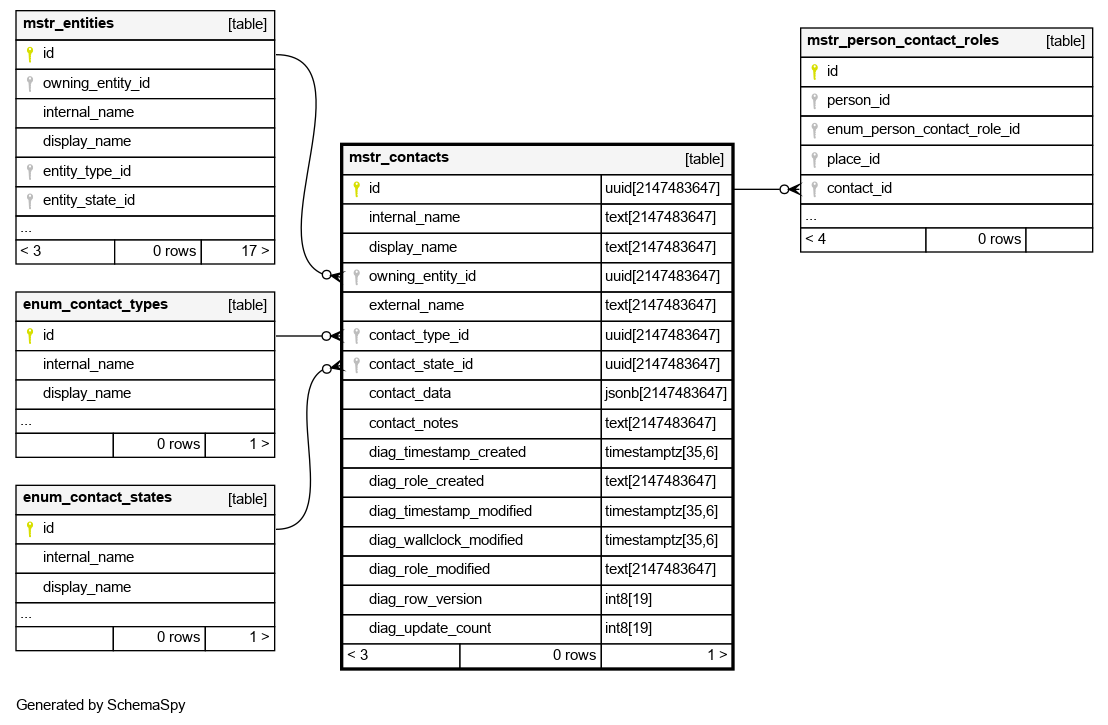 mstr_entities [table]
id
owning_entity_id
internal_name
display_name
entity_type_id
entity_state_id
...
< 3 0 rows 17 >
enum_contact_types [table]
id
internal_name
display_name
...
0 rows 1 >
enum_contact_states [table]
id
internal_name
display_name
...
0 rows 1 >
mstr_contacts [table]
id uuid[2147483647]
internal_name text[2147483647]
display_name text[2147483647]
owning_entity_id uuid[2147483647]
external_name text[2147483647]
contact_type_id uuid[2147483647]
contact_state_id uuid[2147483647]
contact_data jsonb[2147483647]
contact_notes text[2147483647]
diag_timestamp_created timestamptz[35,6]
diag_role_created text[2147483647]
diag_timestamp_modified timestamptz[35,6]
diag_wallclock_modified timestamptz[35,6]
diag_role_modified text[2147483647]
diag_row_version int8[19]
diag_update_count int8[19]
< 3 0 rows 1 >
mstr_person_contact_roles [table]
id
person_id
enum_person_contact_role_id
place_id
contact_id
...
< 4 0 rows
Generated by SchemaSpy